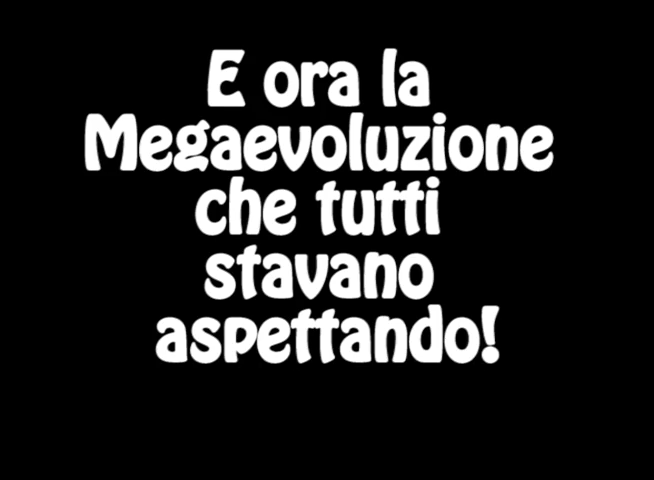 E ora la
Megaevoluzione
che tutti
stavano
aspettando!